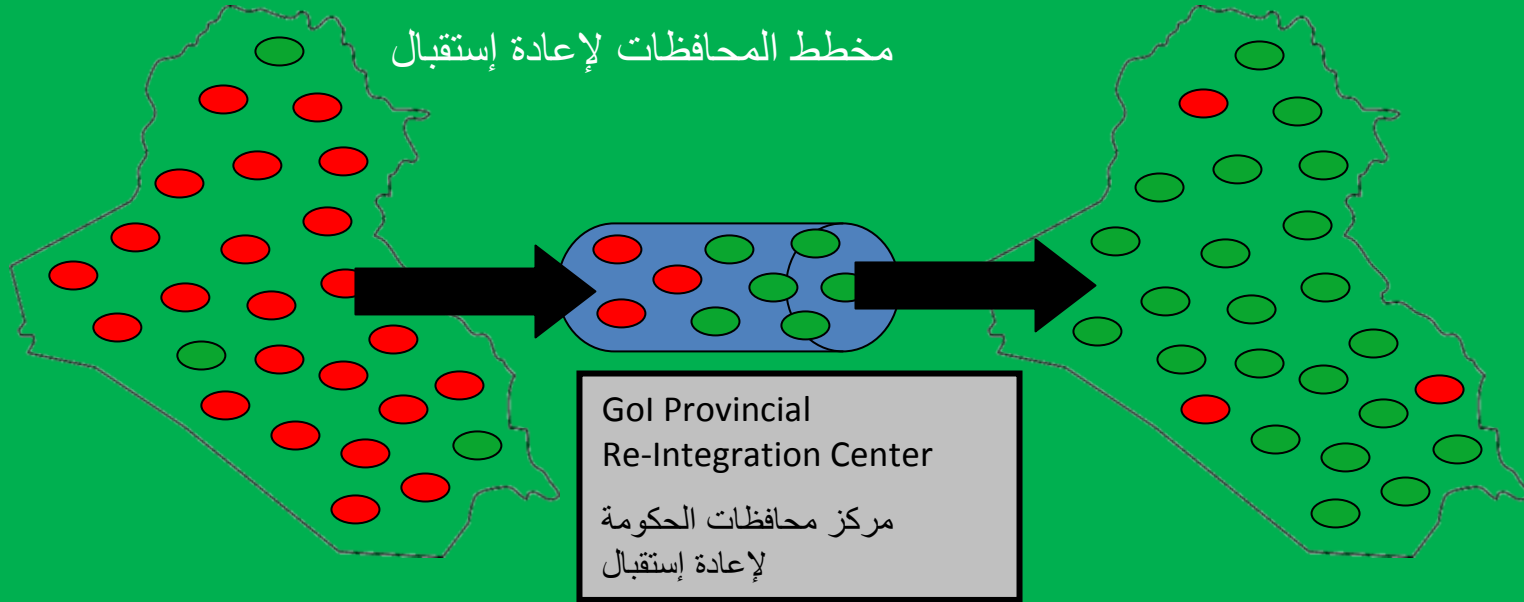 مخطط المحافظات لإعادة إستقبال
GoI Provincial
Re-Integration Center
مركز محافظات الحكومة
لإعادة إستقبال